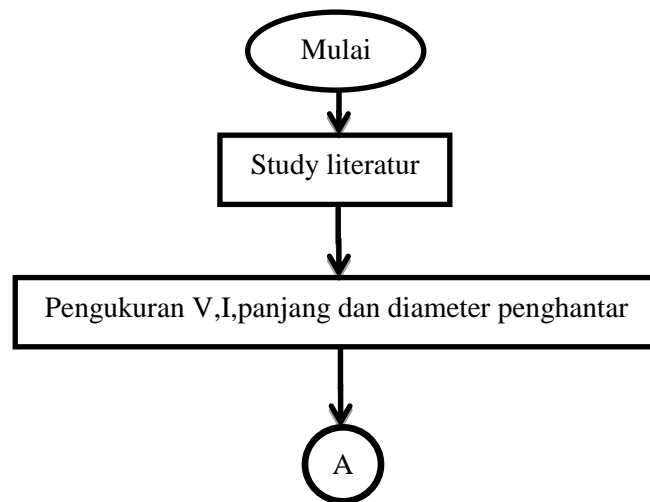 Mulai
Study literatur
Pengukuran V,I,panjang dan diameter penghantar
A